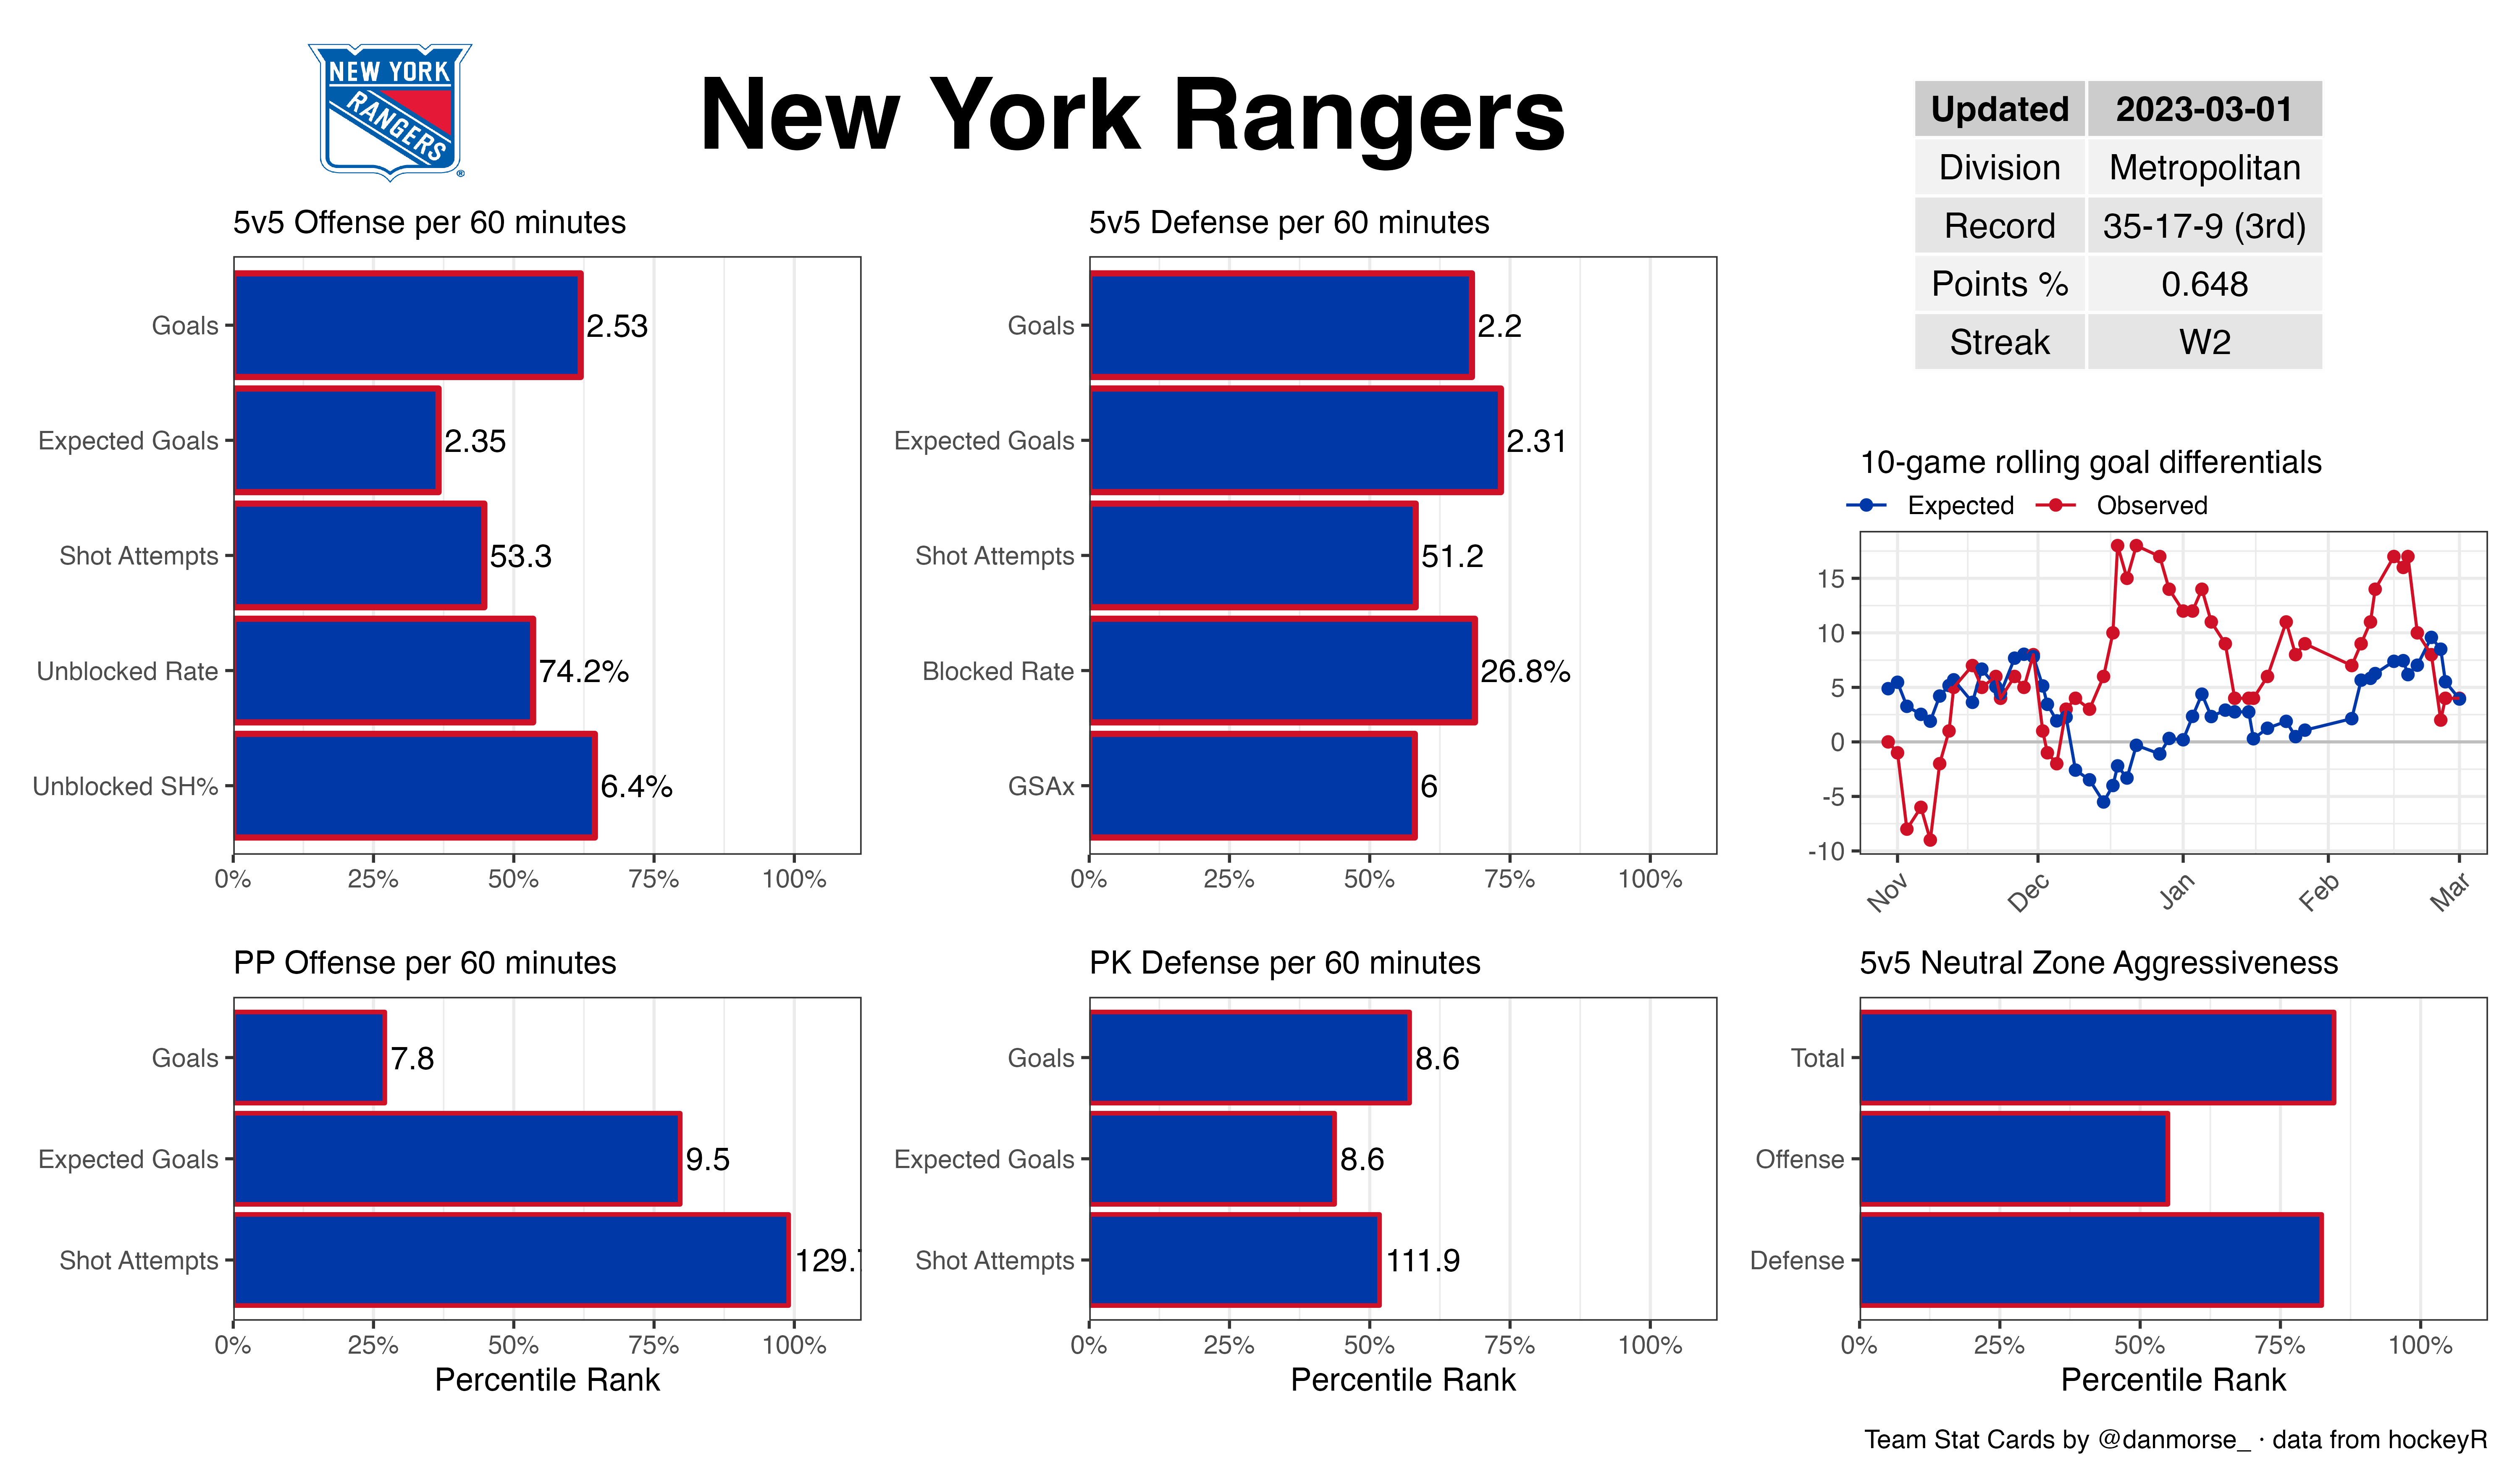 NEW YORK
RANGERS
®
New York Rangers
Updated 2023-03-01
Division Metropolitan
Record 35-17-9 (3rd)
Points % 0.648
Streak W2
5v5 Offense per 60 minutes
Goals 2.53
Expected Goals 2.35
Shot Attempts 53.3
Unblocked Rate 74.2%
Unblocked SH% 6.4%
0% 25% 50% 75% 100%
5v5 Defense per 60 minutes
Goals 2.2
Expected Goals 2.31
Shot Attempts 51.2
Blocked Rate 26.8%
GSAx 6
0% 25% 50% 75% 100%
10-game rolling goal differentials
Expected Observed
15
10
5
0
-5
-10
Nov Dec Jan Feb Mar
PP Offense per 60 minutes
Goals 7.8
Expected Goals 9.5
Shot Attempts 129.
0% 25% 50% 75% 100%
Percentile Rank
PK Defense per 60 minutes
Goals 8.6
Expected Goals 8.6
Shot Attempts 111.9
0% 25% 50% 75% 100%
Percentile Rank
5v5 Neutral Zone Aggressiveness
Total
Offense
Defense
0% 25% 50% 75% 100%
Percentile Rank
Team Stat Cards by @danmorse_ · data from hockeyR